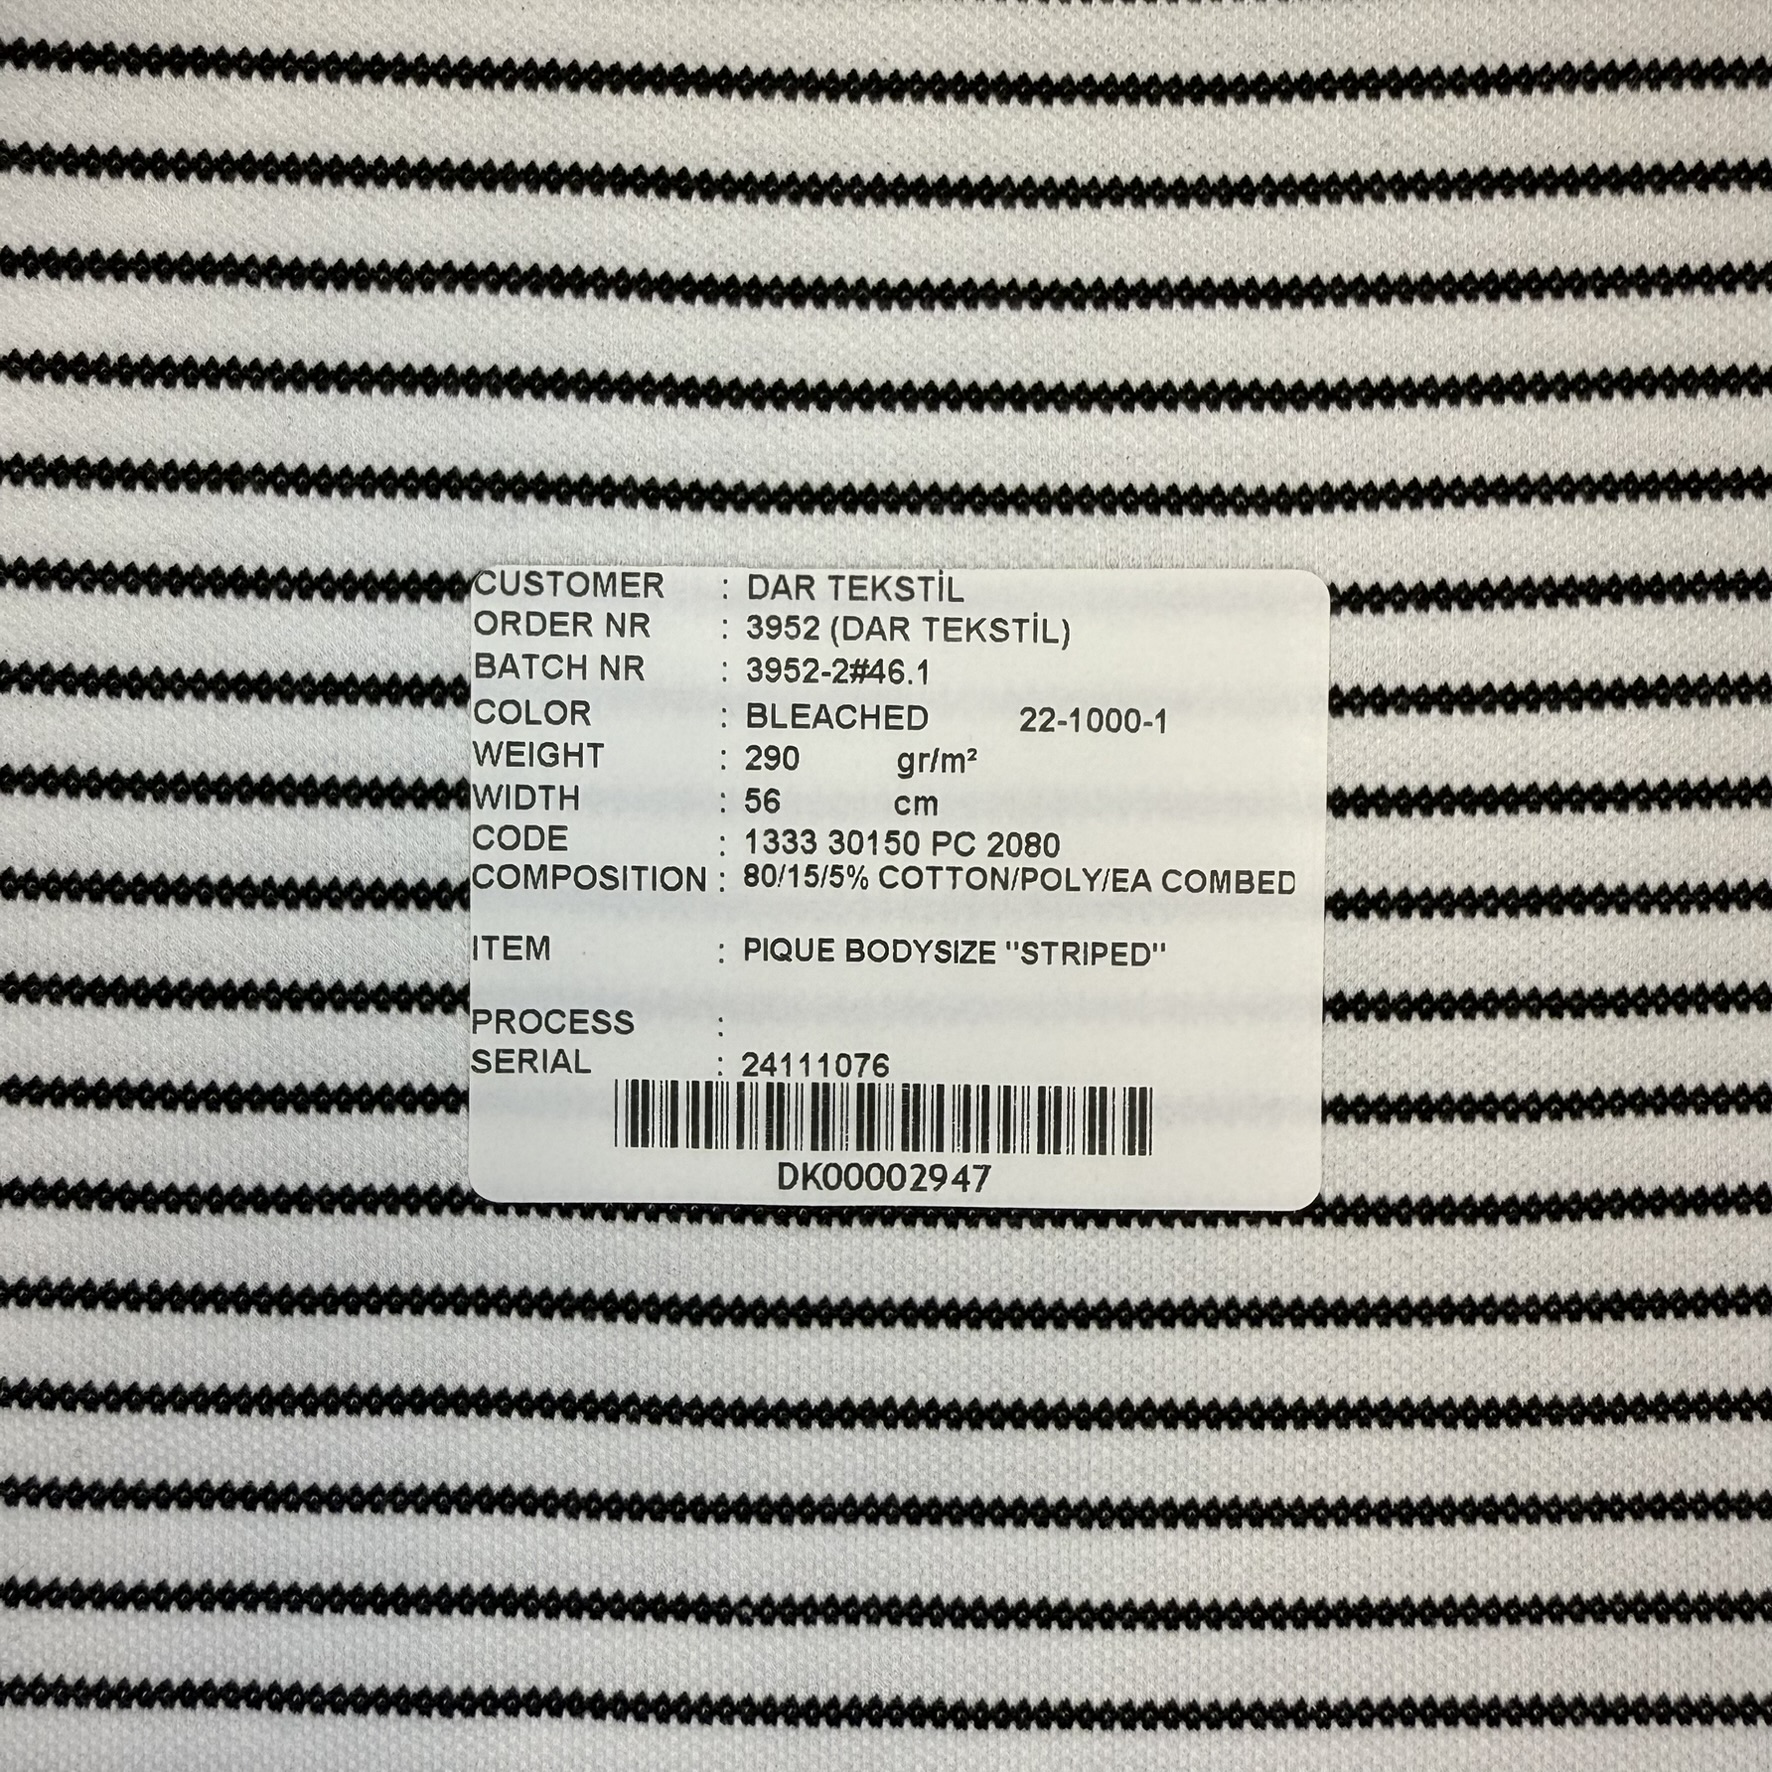 CUSTOMER : DAR TEKSTİL
ORDER NR : 3952 (DAR TEKSTİL)
BATCH NR : 3952-2#46.1
COLOR : BLEACHED 22-1000-1
WEIGHT : 290 gr/m²
WIDTH : 56 cm
CODE : 1333 30150 PC 2080
COMPOSITION : 80/15/5% COTTON/POLY/EA COMBED
ITEM : PIQUE BODYSIZE "STRIPED"
PROCESS :
SERIAL : 24111076
DK00002947